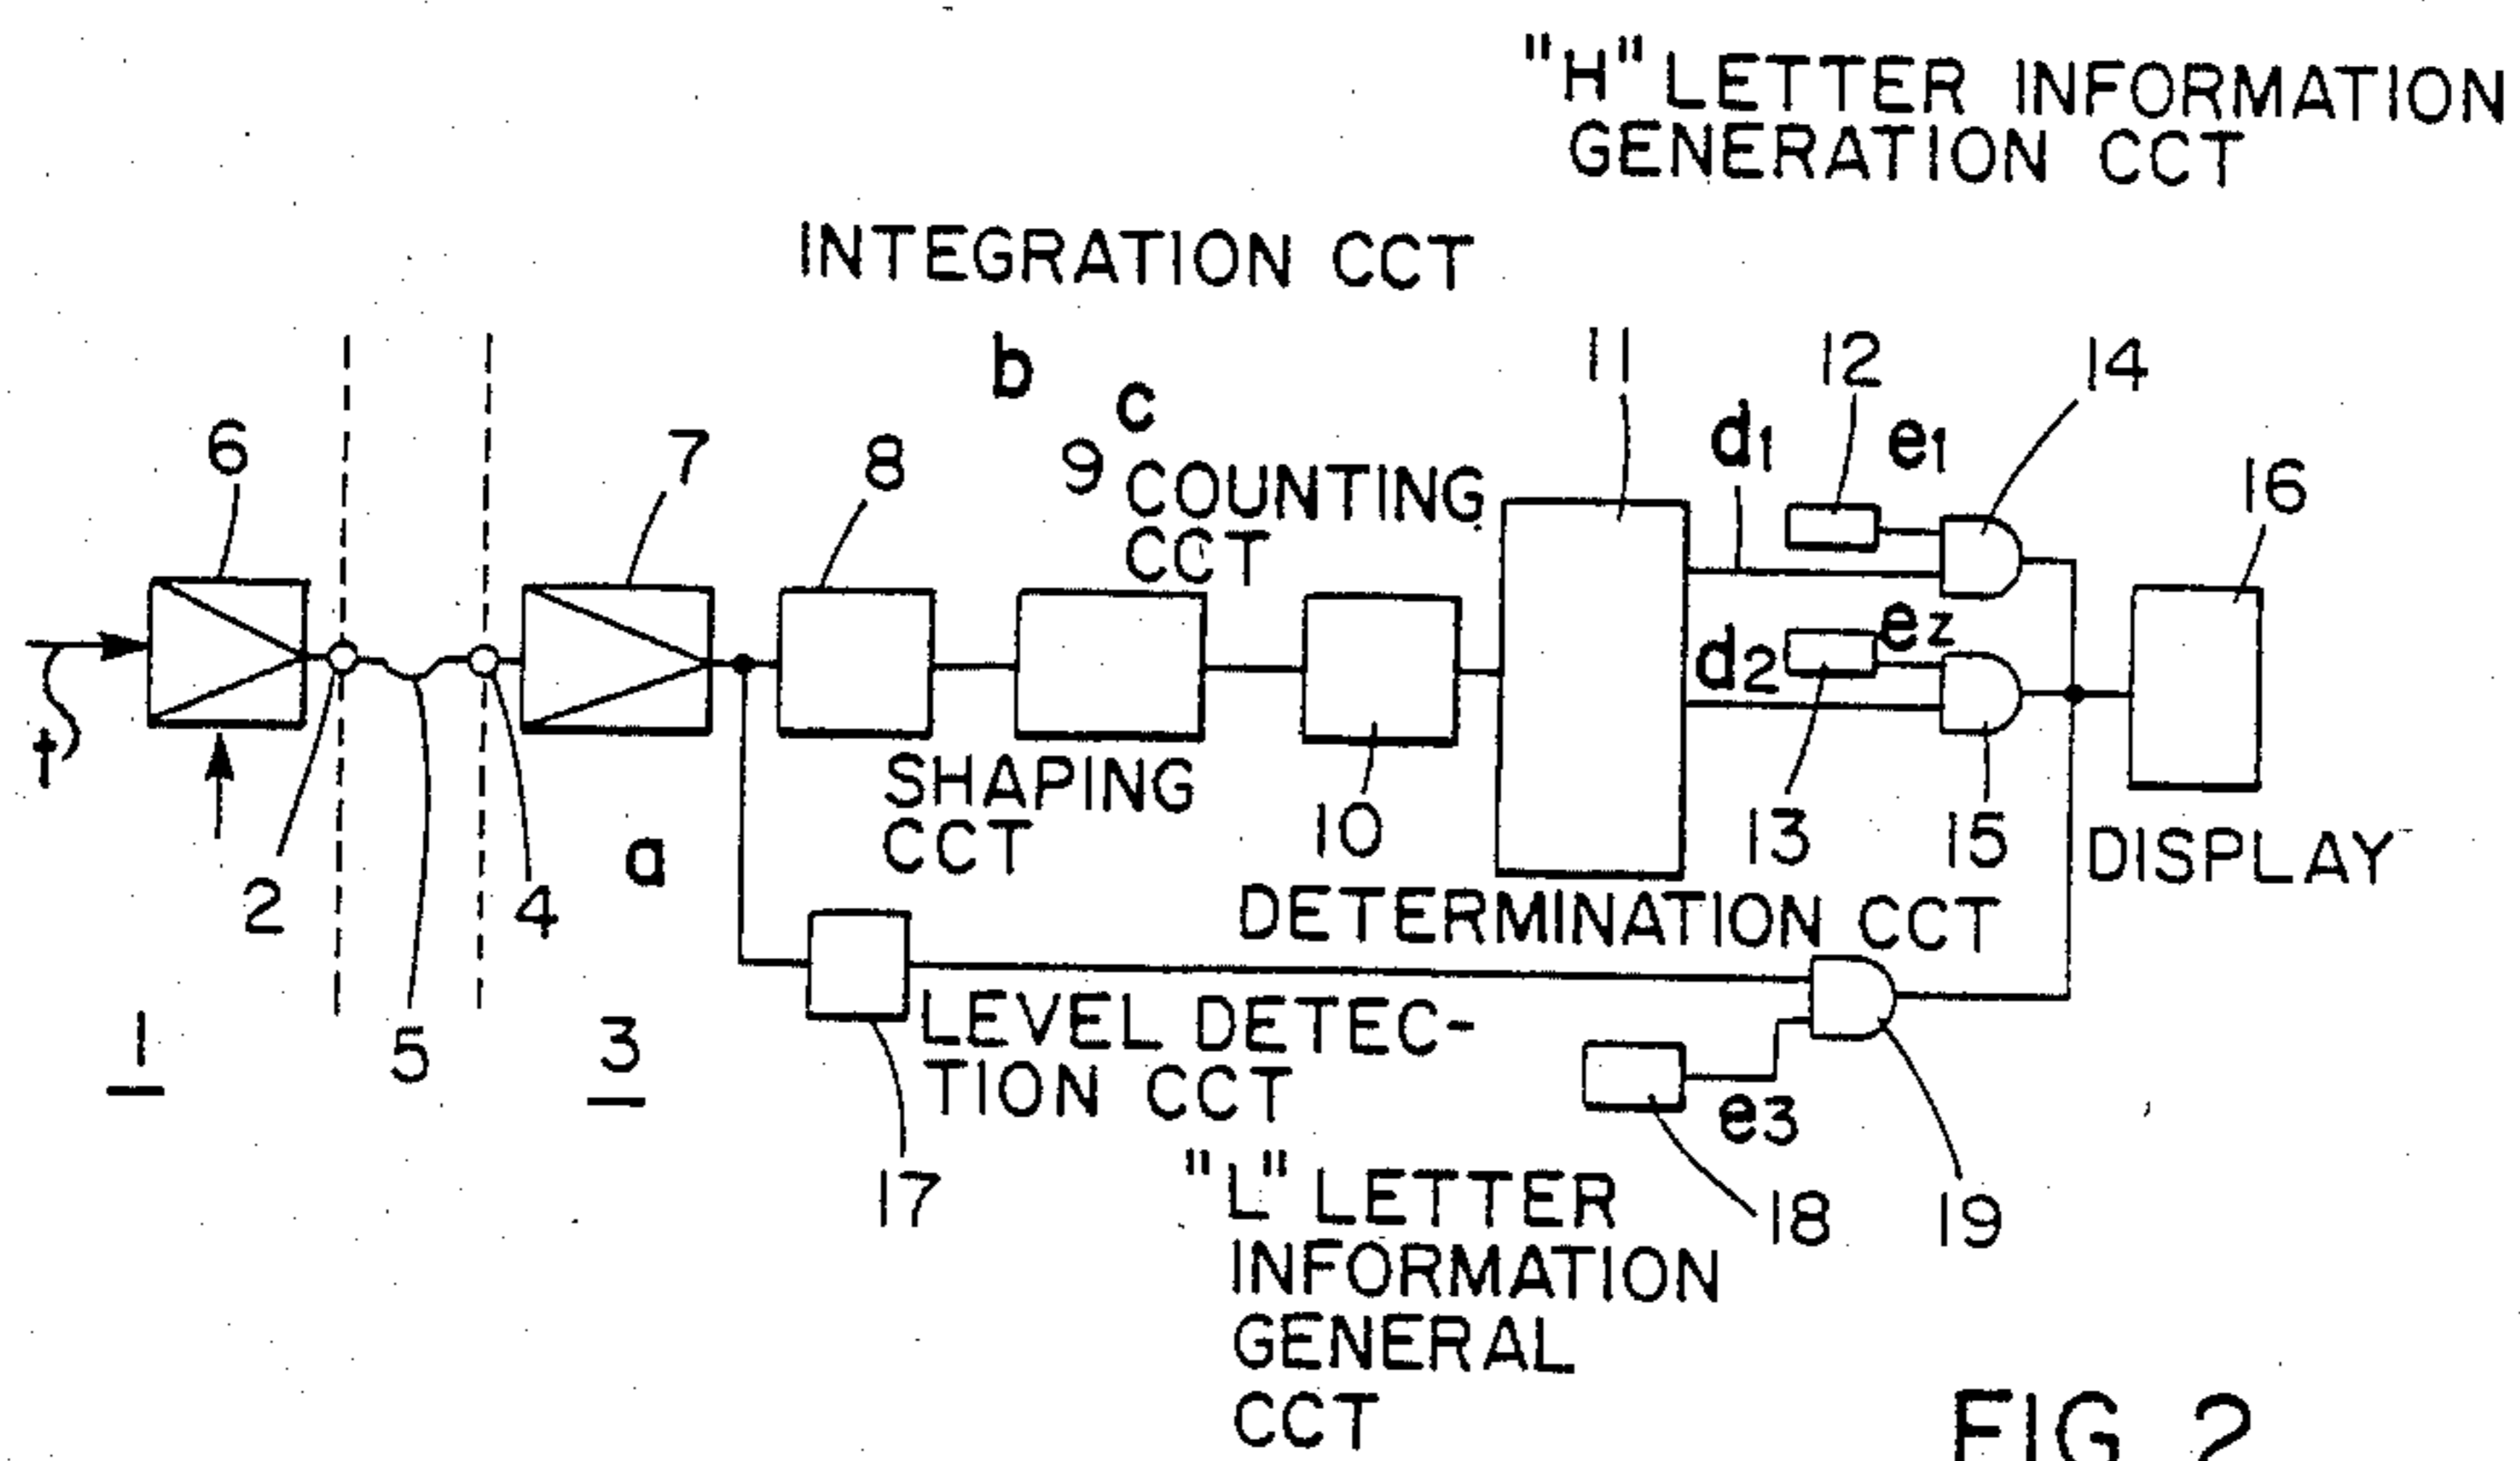 "H" LETTER INFORMATION
GENERATION CCT
INTEGRATION CCT
b
c
11
12
14
6
7
8
9
COUNTING
CCT
d1
e1
16
e2
d2
t
SHAPING
CCT
a
10
13
15
DISPLAY
2
4
DETERMINATION CCT
1
5
3
LEVEL DETEC-
TION CCT
e3
17
"L" LETTER
INFORMATION
GENERAL
CCT
18
19
FIG. 2